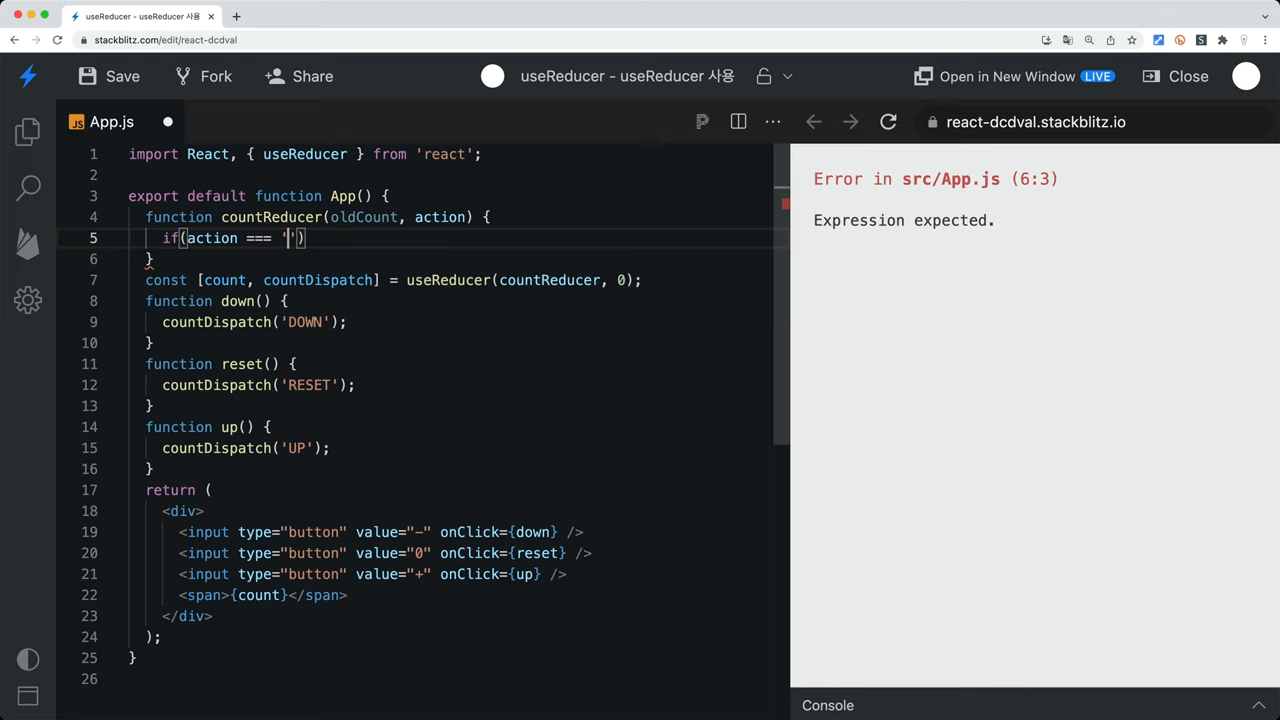 useReducer - useReducer 사용
stackblitz.com/edit/react-dcdval
Save
Fork
Share
useReducer - useReducer 사용
Open in New Window LIVE
Close
App.js
react-dcdval.stackblitz.io
1 import React, { useReducer } from 'react';
2
3 export default function App() {
4 function countReducer(oldCount, action) {
5 if(action === '')
6 }
7 const [count, countDispatch] = useReducer(countReducer, 0);
8 function down() {
9 countDispatch('DOWN');
10 }
11 function reset() {
12 countDispatch('RESET');
13 }
14 function up() {
15 countDispatch('UP');
16 }
17 return (
18 <div>
19 <input type="button" value="-" onClick={down} />
20 <input type="button" value="0" onClick={reset} />
21 <input type="button" value="+" onClick={up} />
22 <span>{count}</span>
23 </div>
24 );
25 }
26
Error in src/App.js (6:3)
Expression expected.
Console